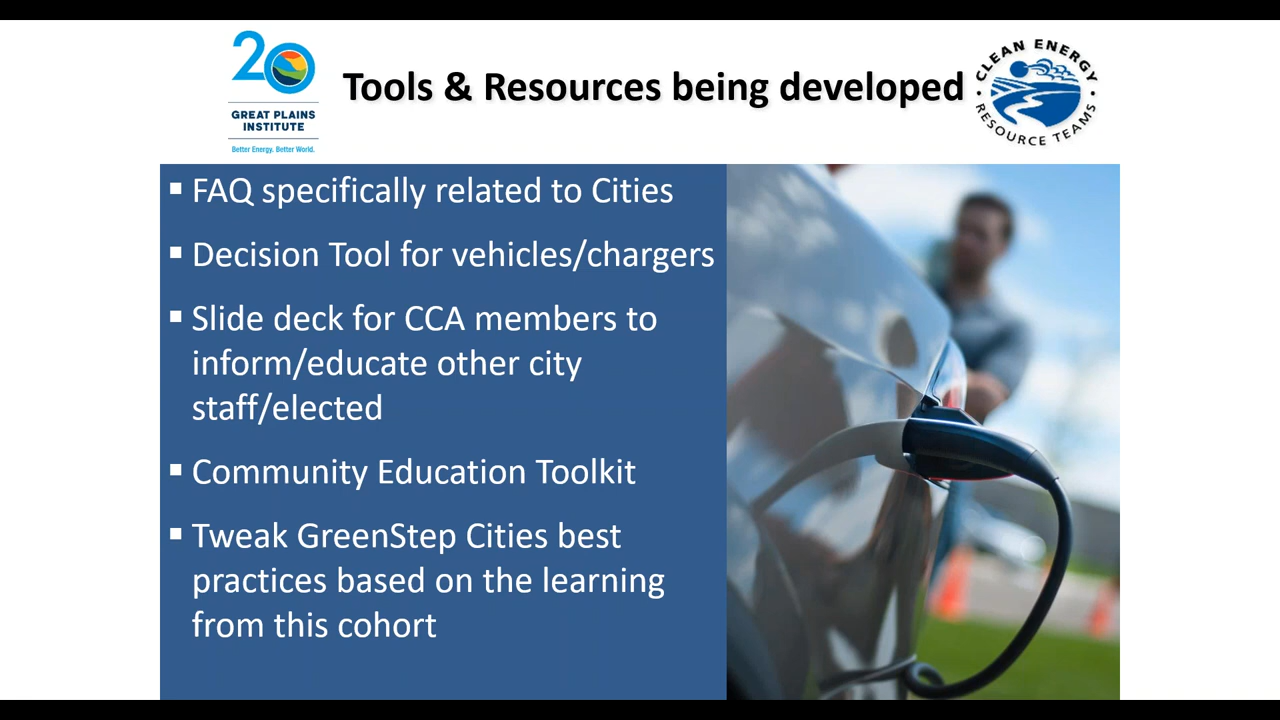 20
GREAT PLAINS
INSTITUTE
Better Energy. Better World.
Tools & Resources being developed
CLEAN ENERGY
RESOURCE TEAMS
▪ FAQ specifically related to Cities
▪ Decision Tool for vehicles/chargers
▪ Slide deck for CCA members to
inform/educate other city
staff/elected
▪ Community Education Toolkit
▪ Tweak GreenStep Cities best
practices based on the learning
from this cohort